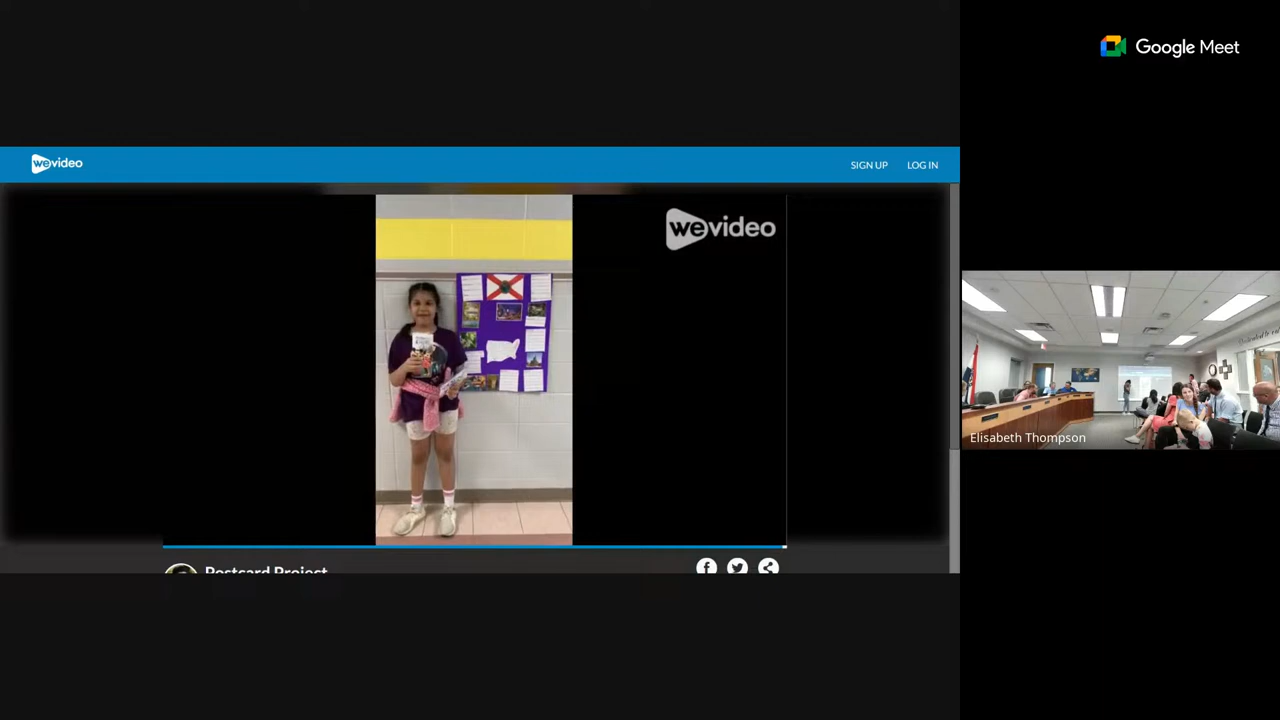 Google Meet
wevideo
SIGN UP LOG IN
wevideo
Elisabeth Thompson
Postcard Project